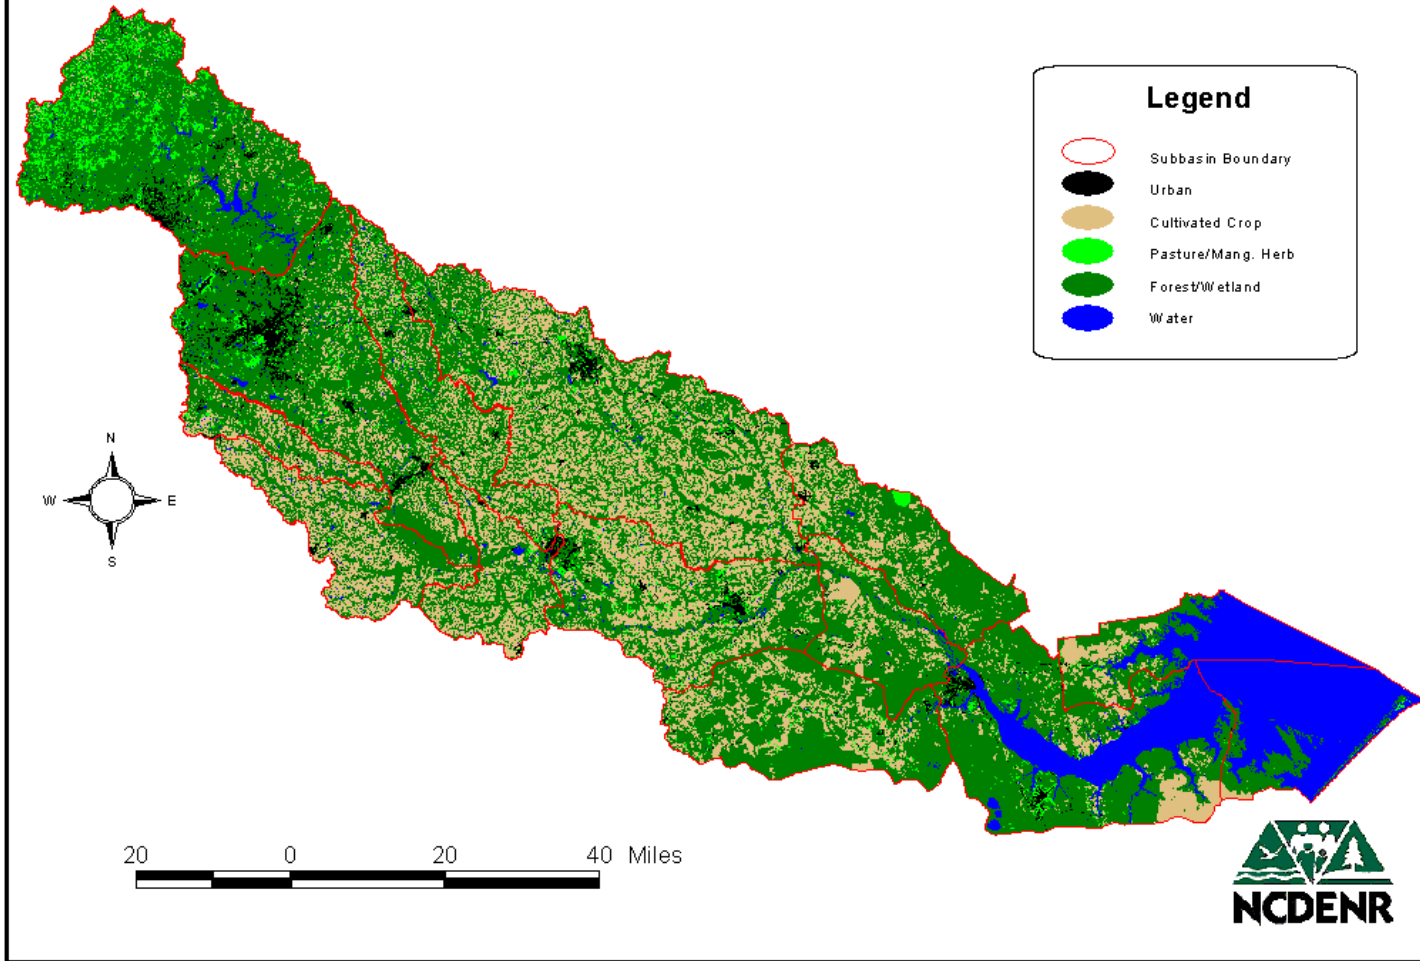 Legend
Subbasin Boundary
Urban
Cultivated Crop
Pasture/Mang. Herb
Forest/Wetland
Water
N
W E
S
20 0 20 40 Miles
NCDENR